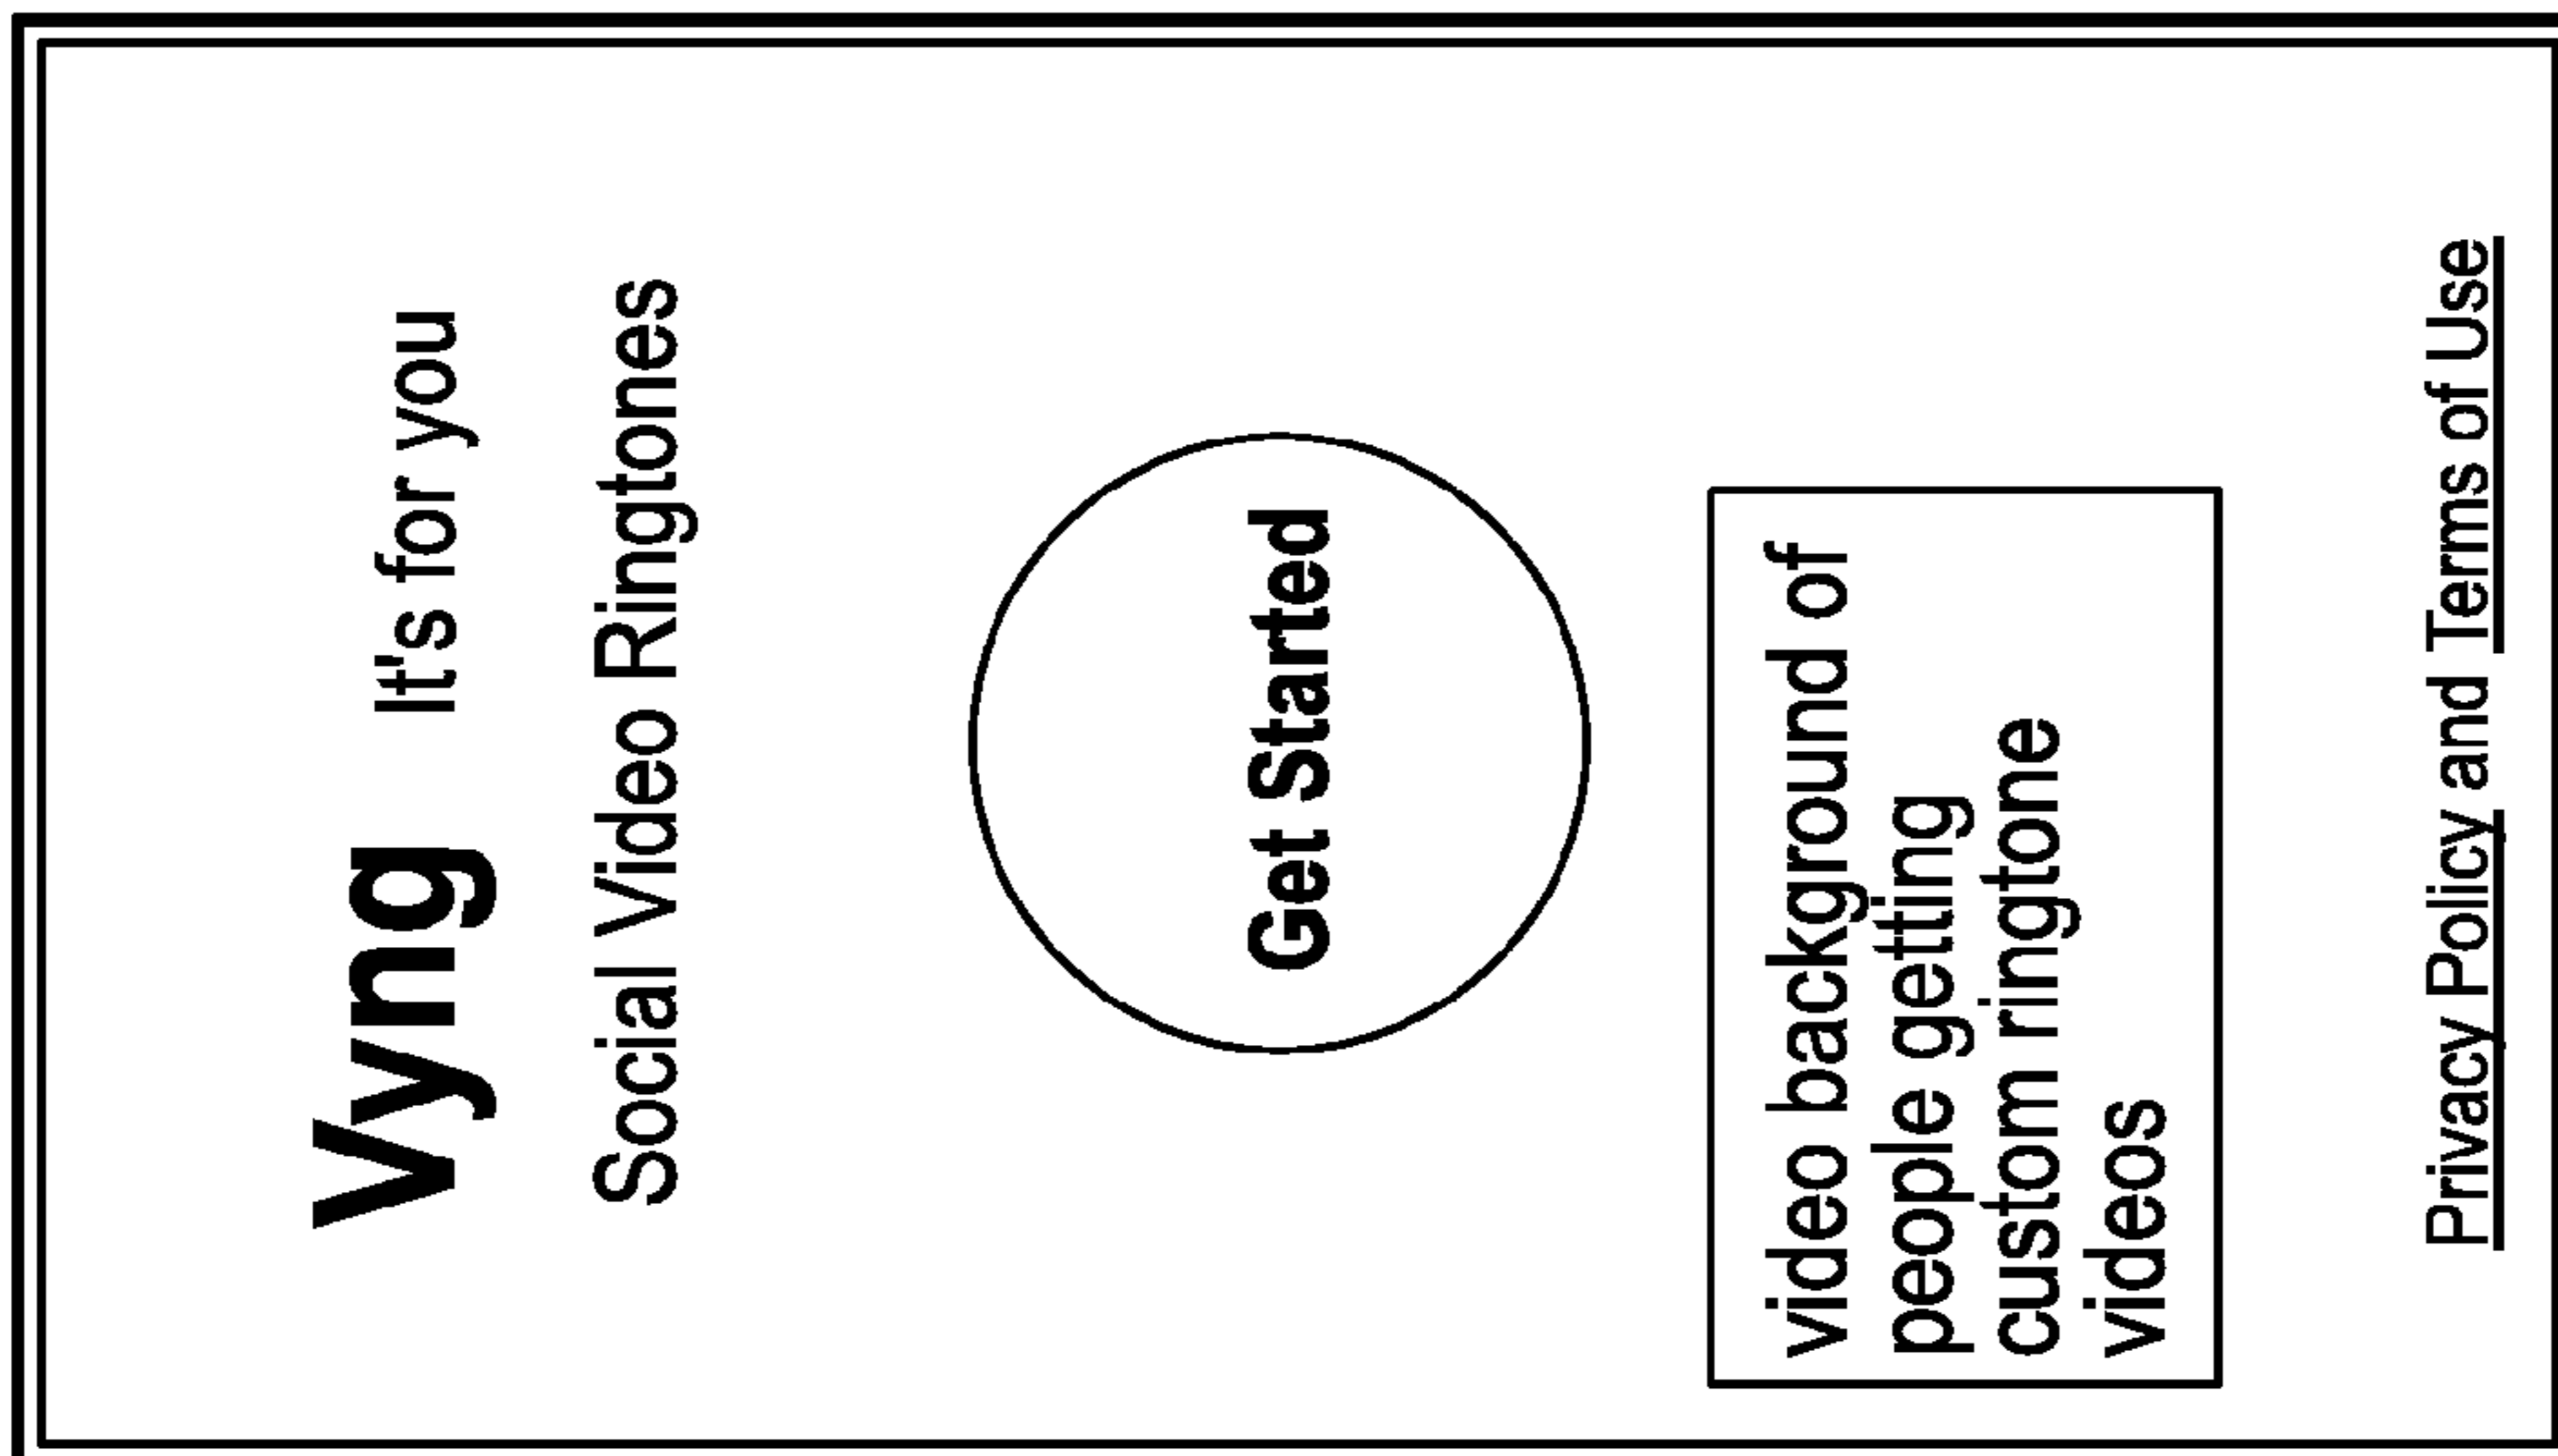 Vyng It's for you
Social Video Ringtones
Get Started
video background of
people getting
custom ringtone
videos
Privacy Policy and Terms of Use